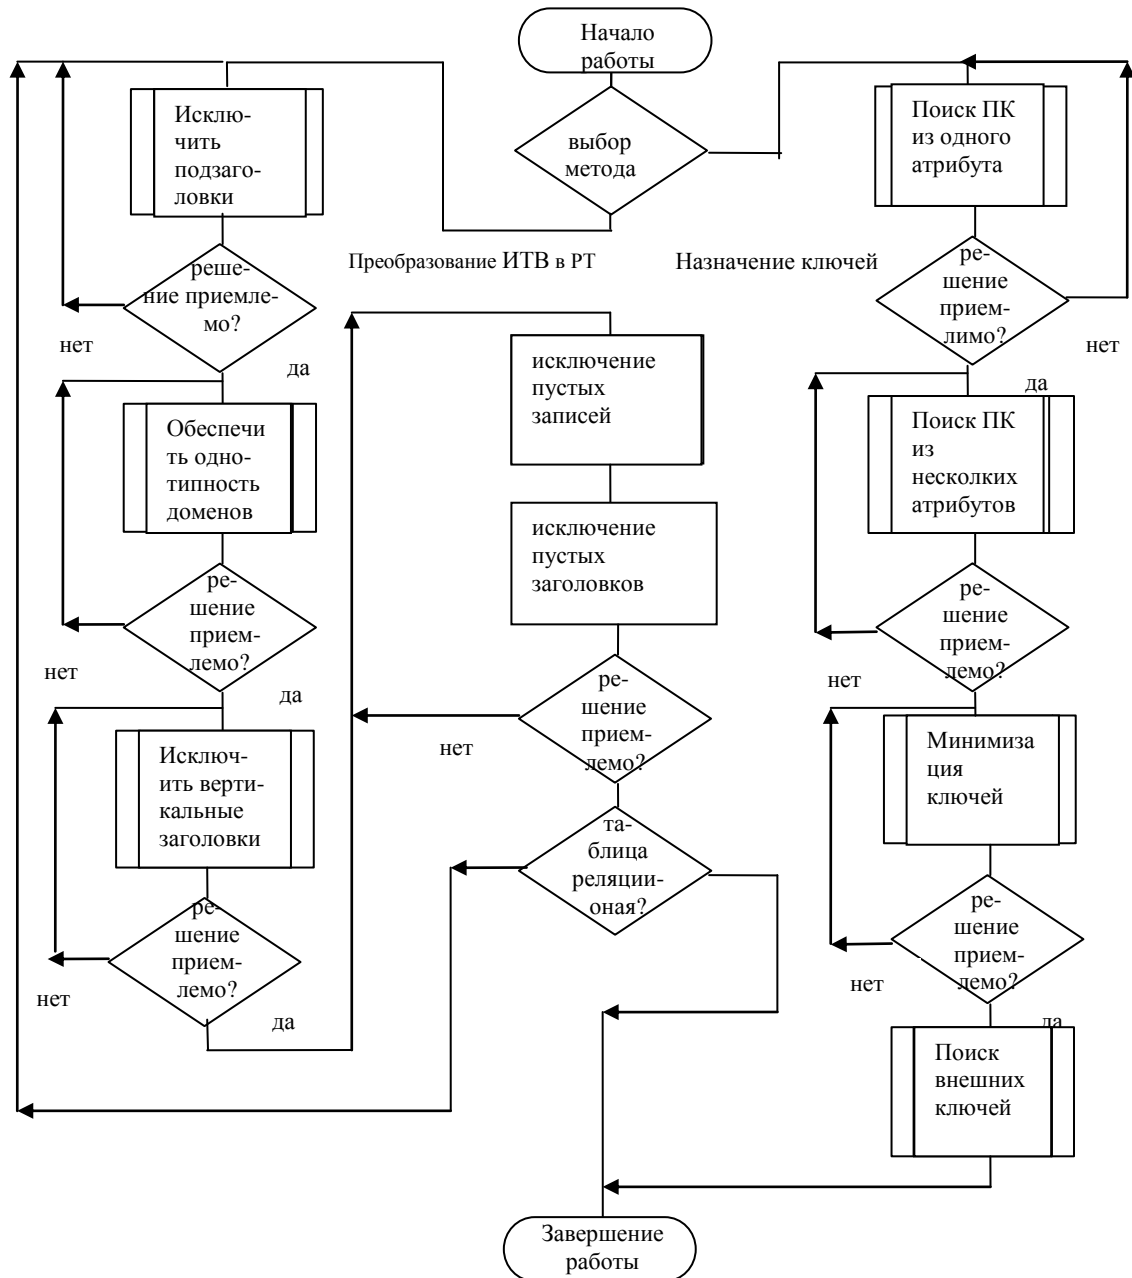 Начало
работы
выбор
метода
Исклю-
чить
подзаго-
ловки
Поиск ПК
из одного
атрибута
Преобразование ИТВ в РТ
Назначение ключей
реше-
ние приемле-
мо?
нет
да
ре-
шение
прием-
лимо?
нет
да
исключение
пустых
записей
Обеспечи
ть одно-
типность
доменов
Поиск ПК
из
несколких
атрибутов
исключение
пустых
заголовков
ре-
шение
прием-
лемо?
нет
да
ре-
шение
прием-
лемо?
нет
ре-
шение
прием-
лемо?
нет
Исключ-
ить верти-
кальные
заголовки
Минимиза
ция
ключей
та-
блица
реляции-
оная?
ре-
шение
прием-
лемо?
нет
да
ре-
шение
прием-
лемо?
нет
да
Поиск
внешних
ключей
Завершение
работы